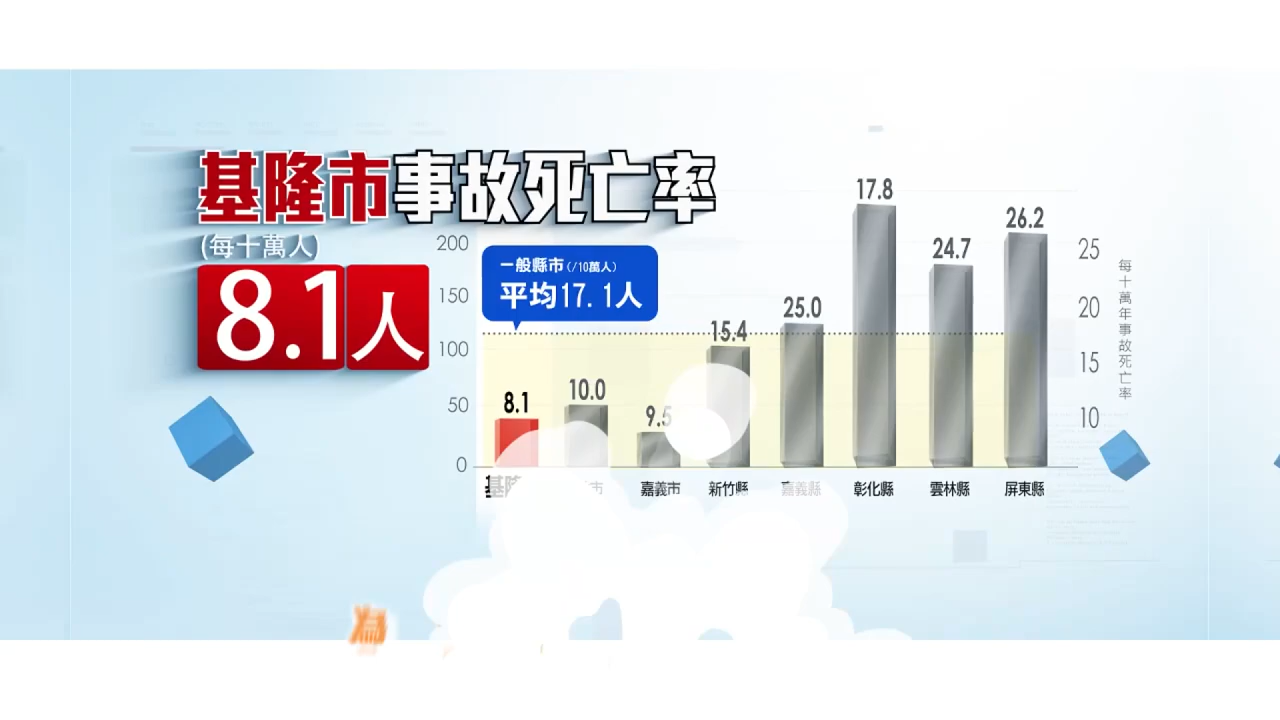 基隆市事故死亡率
(每十萬人)
8.1人
一般縣市(/10萬人)
平均17.1人
200
150
100
50
0
8.1
10.0
9.5
15.4
25.0
17.8
24.7
26.2
25
20
15
10
每十萬年事故死亡率
基隆
市
嘉義市
新竹縣
嘉義縣
彰化縣
雲林縣
屏東縣
為